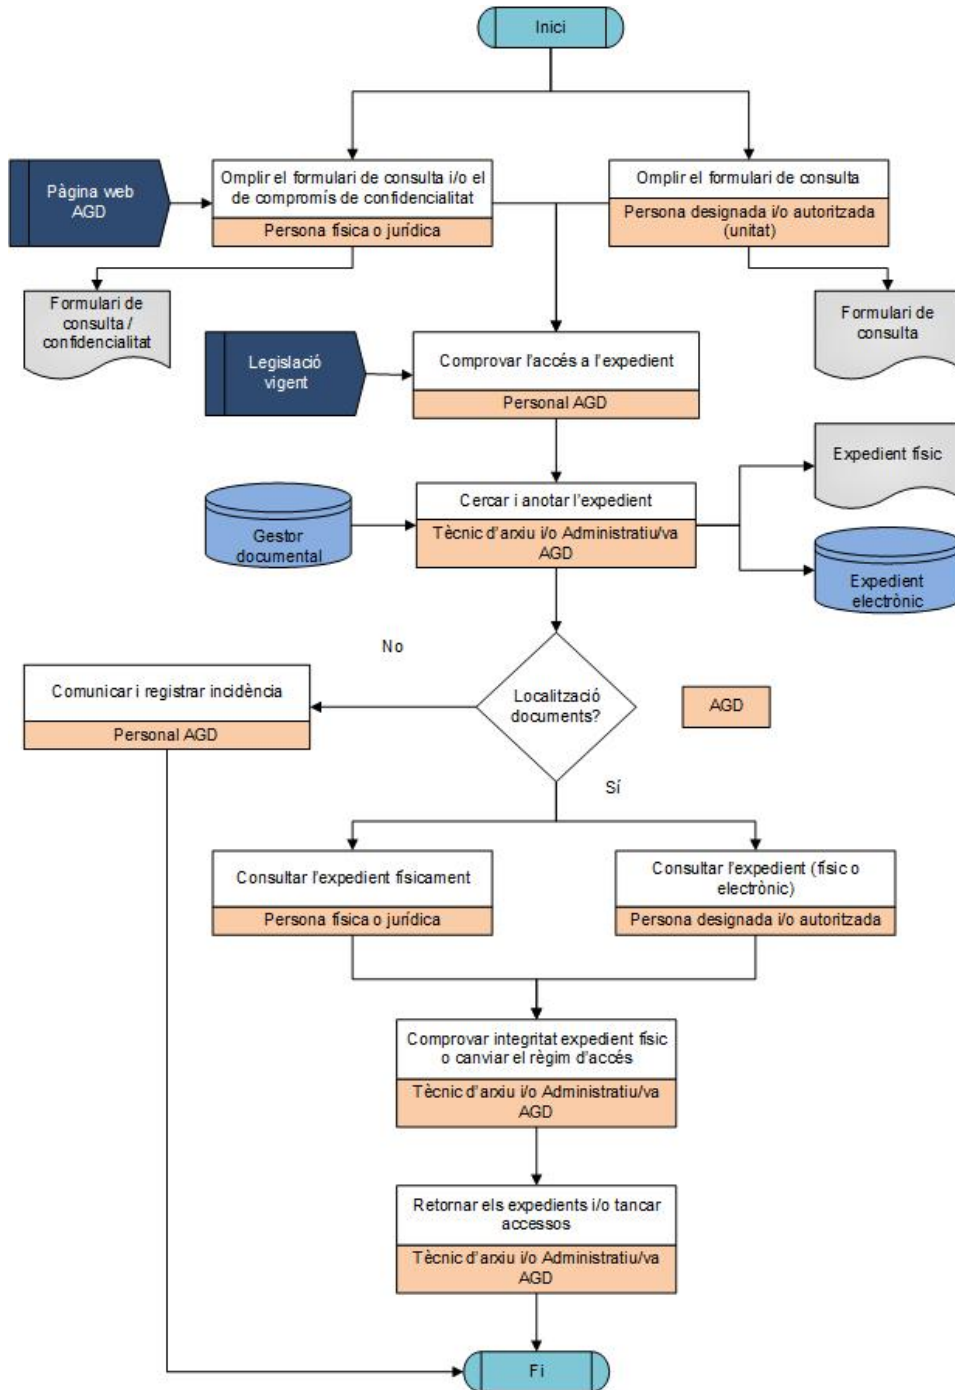 Inici
Pàgina web
AGD
Omplir el formulari de consulta i/o el
de compromís de confidencialitat
Persona física o jurídica
Omplir el formulari de consulta
Persona designada i/o autoritzada
(unitat)
Formulari de
consulta /
confidencialitat
Formulari de
consulta
Legislació
vigent
Comprovar l'accés a l'expedient
Personal AGD
Expedient físic
Gestor
documental
Cercar i anotar l'expedient
Tècnic d'arxiu i/o Administratiu/va
AGD
Expedient
electrònic
No
Comunicar i registrar incidència
Personal AGD
Localització
documents?
AGD
Sí
Consultar l'expedient físicament
Persona física o jurídica
Consultar l'expedient (físic o
electrònic)
Persona designada i/o autoritzada
Comprovar integritat expedient físic
o canviar el règim d'accés
Tècnic d'arxiu i/o Administratiu/va
AGD
Retornar els expedients i/o tancar
accessos
Tècnic d'arxiu i/o Administratiu/va
AGD
Fi